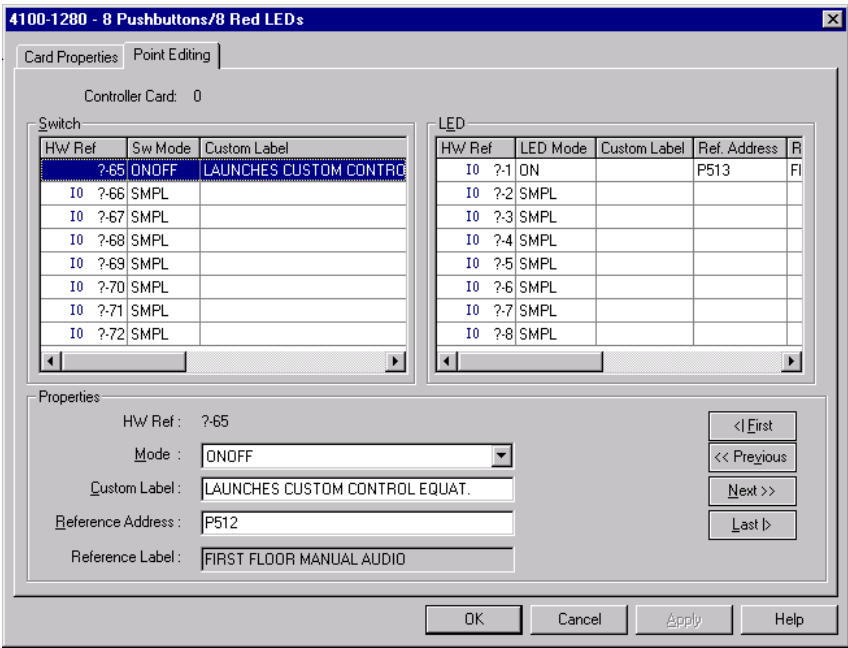 4100-1280 - 8 Pushbuttons/8 Red LEDs
Card Properties Point Editing
Controller Card: 0
Switch
HW Ref Sw Mode Custom Label
?-65 ONOFF LAUNCHES CUSTOM CONTRO
I0 ?-66 SMPL
I0 ?-67 SMPL
I0 ?-68 SMPL
I0 ?-69 SMPL
I0 ?-70 SMPL
I0 ?-71 SMPL
I0 ?-72 SMPL
LED
HW Ref LED Mode Custom Label Ref. Address R
I0 ?-1 ON P513 FI
I0 ?-2 SMPL
I0 ?-3 SMPL
I0 ?-4 SMPL
I0 ?-5 SMPL
I0 ?-6 SMPL
I0 ?-7 SMPL
I0 ?-8 SMPL
Properties
HW Ref : ?-65
Mode : ONOFF
Custom Label : LAUNCHES CUSTOM CONTROL EQUAT.
Reference Address : P512
Reference Label : FIRST FLOOR MANUAL AUDIO
<| First
<< Previous
Next >>
Last |>
OK Cancel Apply Help